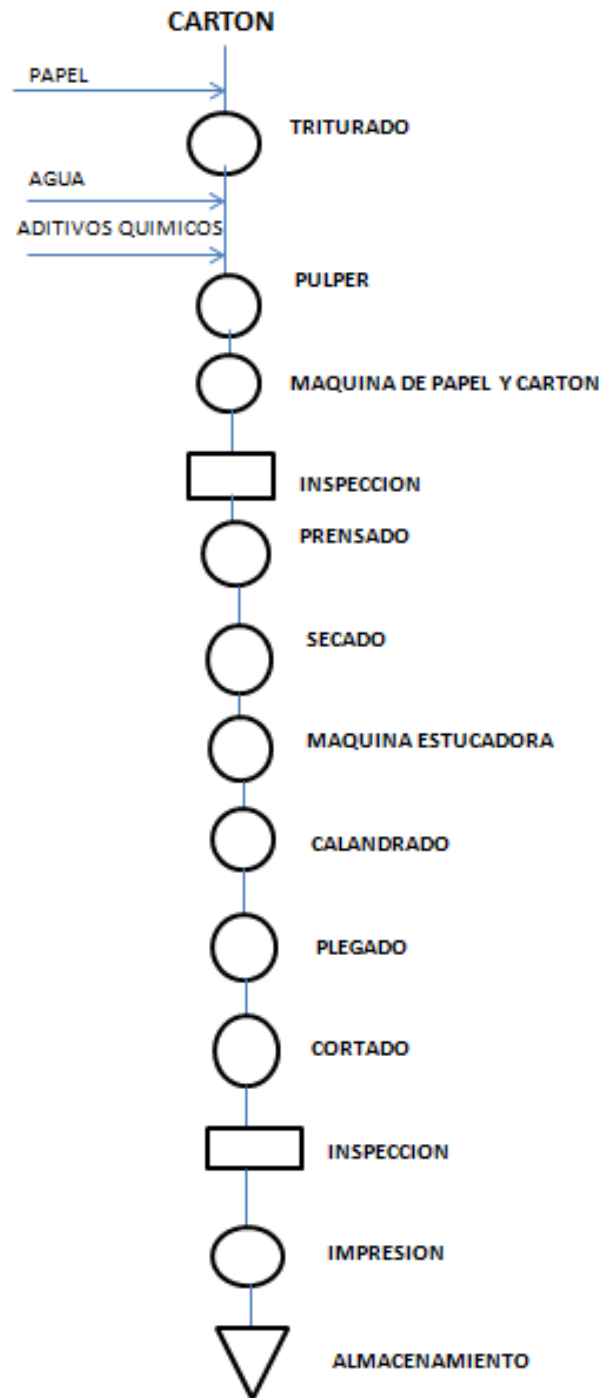 CARTON
PAPEL
TRITURADO
AGUA
ADITIVOS QUIMICOS
PULPER
MAQUINA DE PAPEL Y CARTON
INSPECCION
PRENSADO
SECADO
MAQUINA ESTUCADORA
CALANDRADO
PLEGADO
CORTADO
INSPECCION
IMPRESION
ALMACENAMIENTO